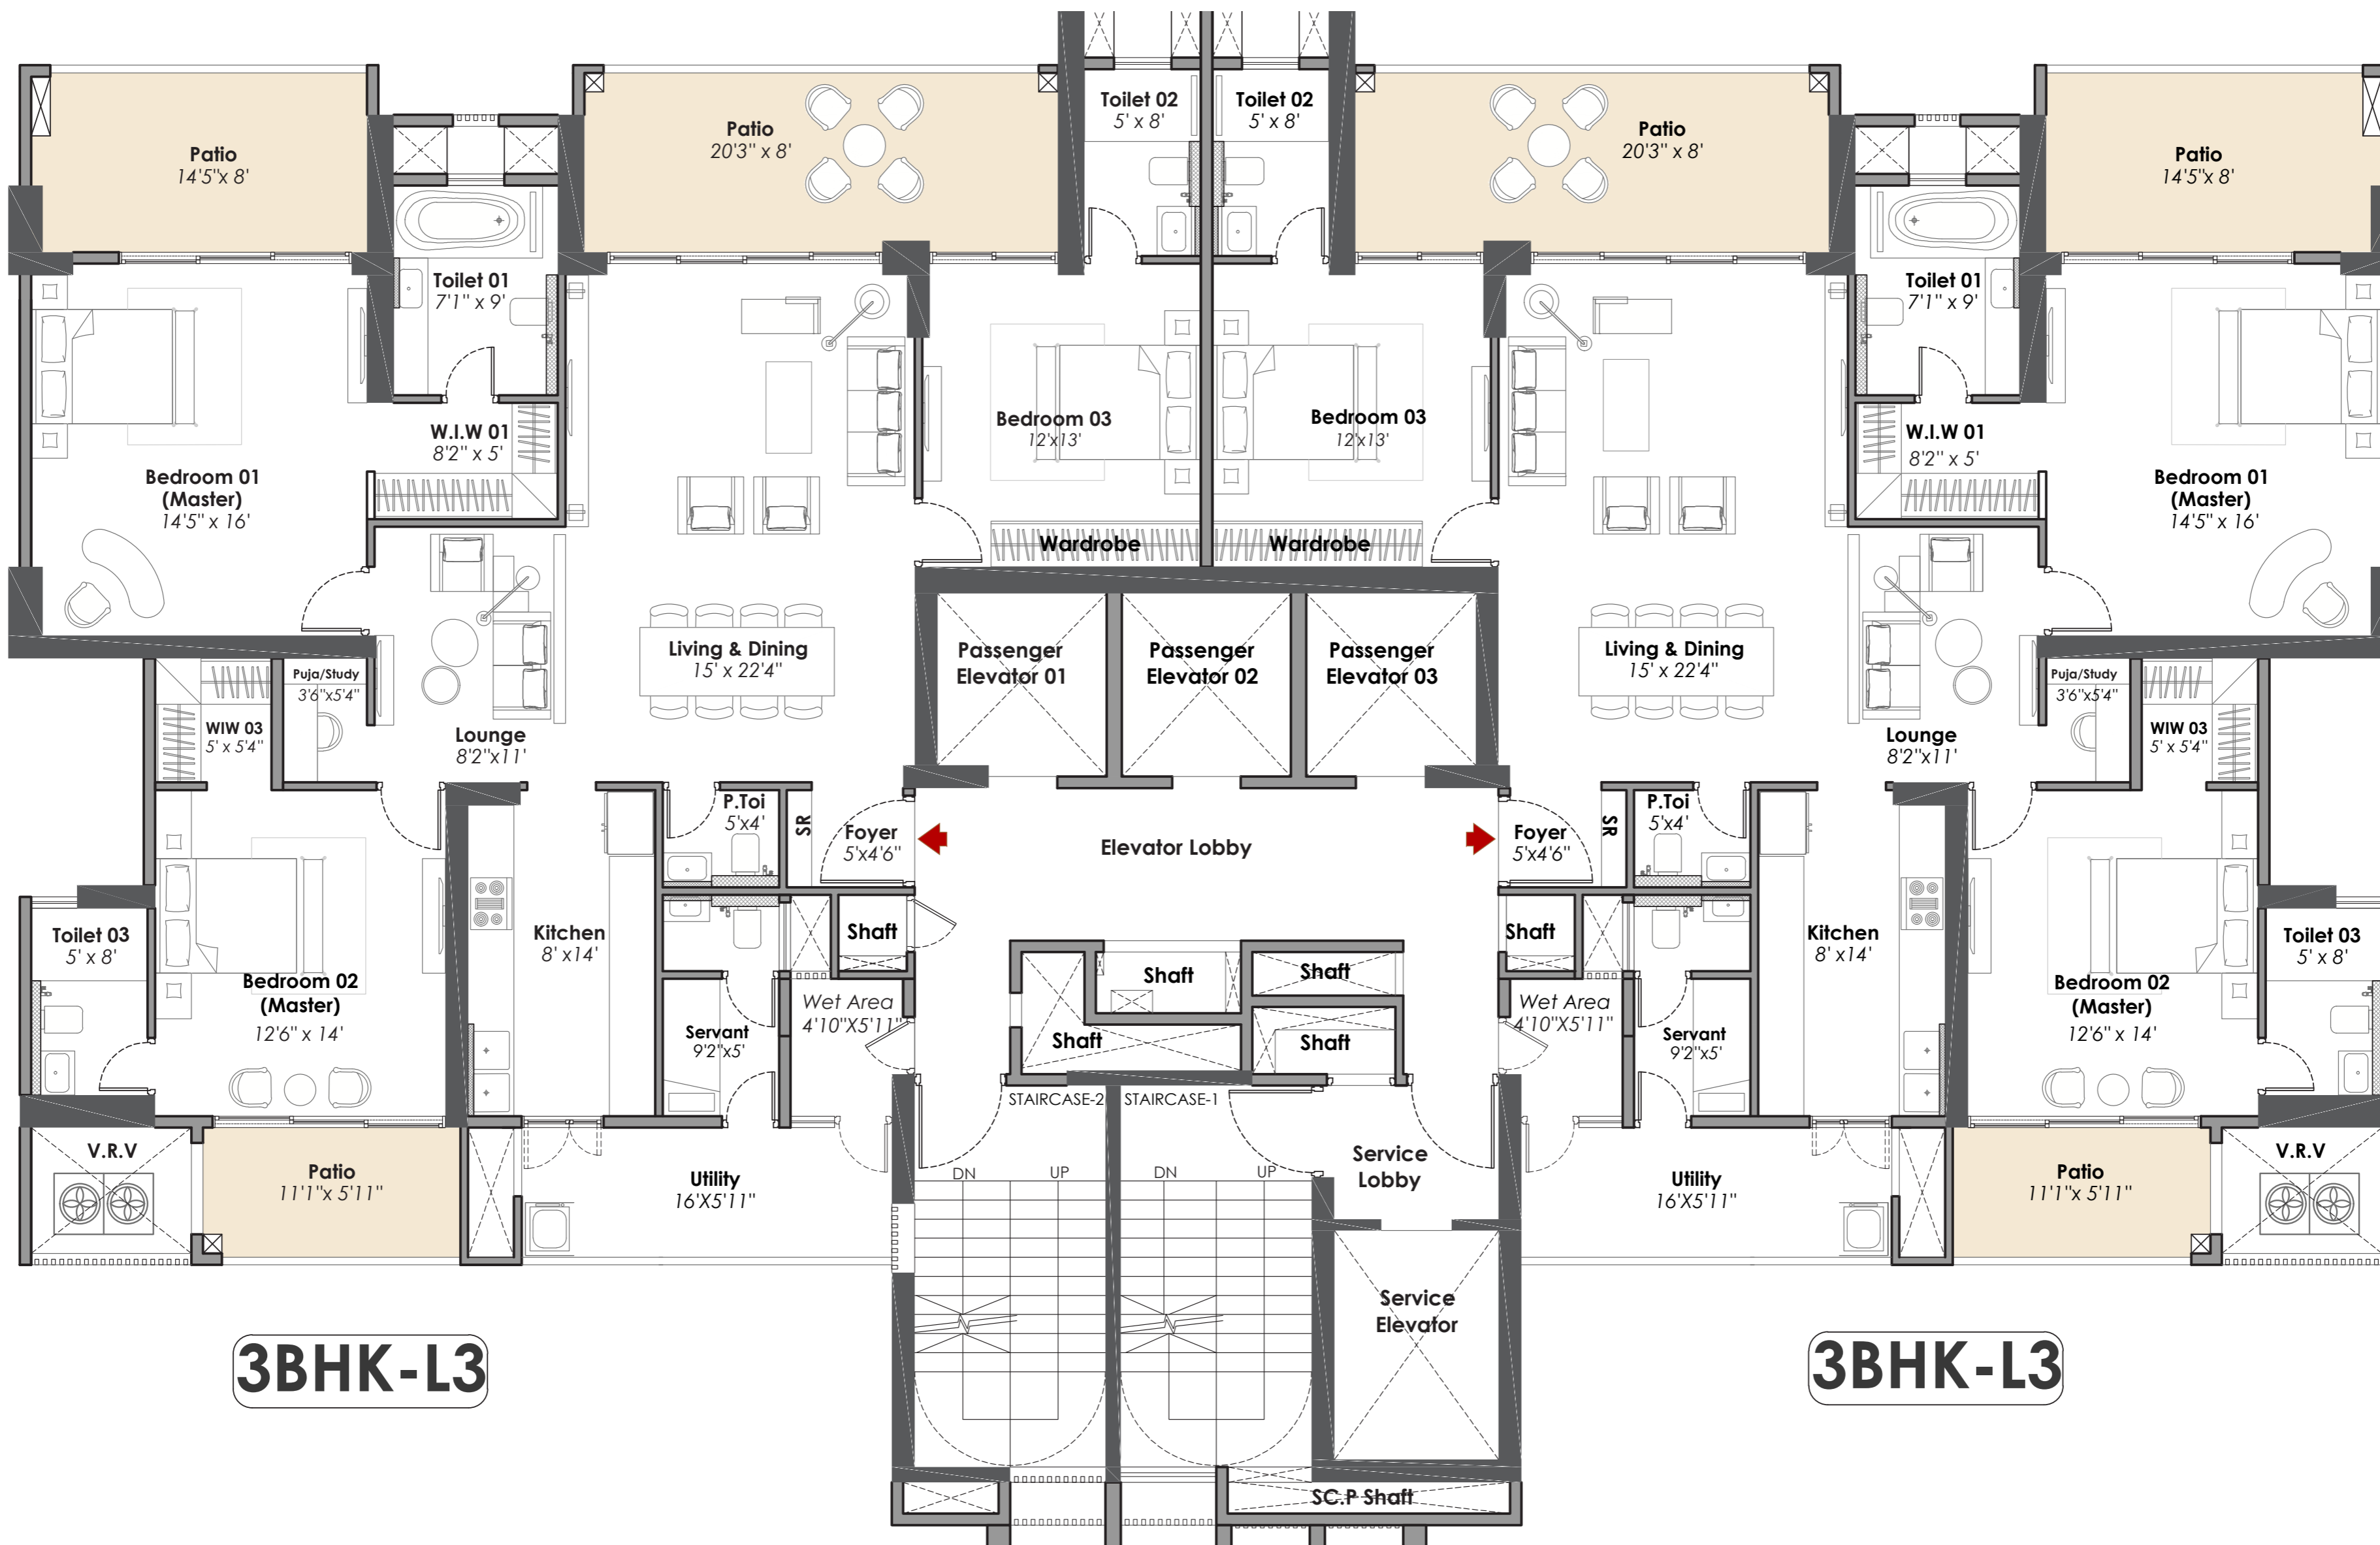 Toilet 02
5' x 8'
Toilet 02
5' x 8'
Patio
14'5"x 8'
Patio
20'3" x 8'
Patio
20'3" x 8'
Patio
14'5"x 8'
Toilet 01
7'1" x 9'
Toilet 01
7'1" x 9'
Bedroom 03
12'x13'
Bedroom 03
12'x13'
W.I.W 01
8'2" x 5'
W.I.W 01
8'2" x 5'
Bedroom 01
(Master)
14'5" x 16'
Bedroom 01
(Master)
14'5" x 16'
Wardrobe
Wardrobe
Living & Dining
15' x 22'4"
Passenger
Elevator 01
Passenger
Elevator 02
Passenger
Elevator 03
Living & Dining
15' x 22'4"
Puja/Study
3'6"x5'4"
Puja/Study
3'6"x5'4"
WIW 03
5' x 5'4"
WIW 03
5' x 5'4"
Lounge
8'2"x11'
Lounge
8'2"x11'
P.Toi
5'x4'
SR
Foyer
5'x4'6"
Elevator Lobby
Foyer
5'x4'6"
SR
P.Toi
5'x4'
Toilet 03
5' x 8'
Kitchen
8' x14'
Shaft
Shaft
Kitchen
8' x14'
Toilet 03
5' x 8'
Shaft
Shaft
Bedroom 02
(Master)
12'6" x 14'
Bedroom 02
(Master)
12'6" x 14'
Wet Area
4'10"X5'11"
Wet Area
4'10"X5'11"
Servant
9'2"x5'
Servant
9'2"x5'
Shaft
Shaft
STAIRCASE-2
STAIRCASE-1
V.R.V
Patio
11'1"x 5'11"
Utility
16'X5'11"
DN
UP
DN
UP
Service
Lobby
Utility
16'X5'11"
Patio
11'1"x 5'11"
V.R.V
Service
Elevator
3BHK-L3
3BHK-L3
SC.P Shaft